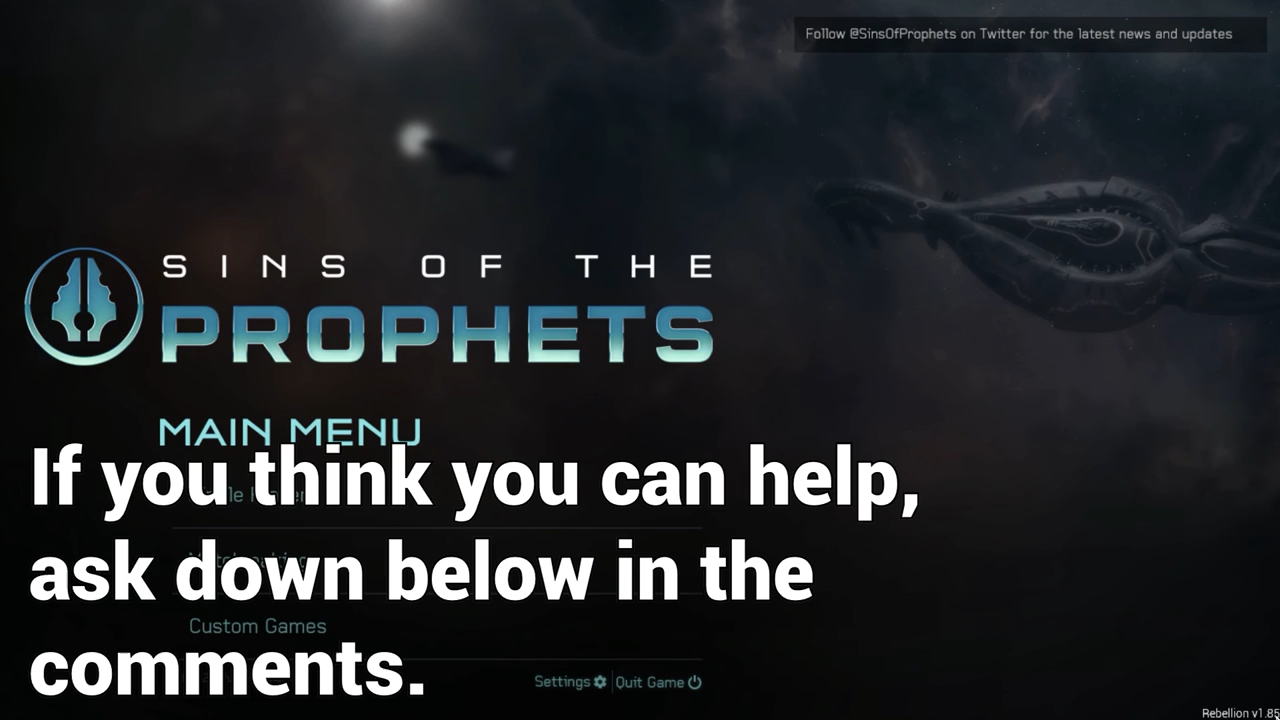 Follow @SinsOfProphets on Twitter for the latest news and updates
SINS OF THE
PROPHETS
MAIN MENU
If you think you can help,
ask down below in the
Custom Games
comments.
Settings Quit Game
Rebellion v1.85